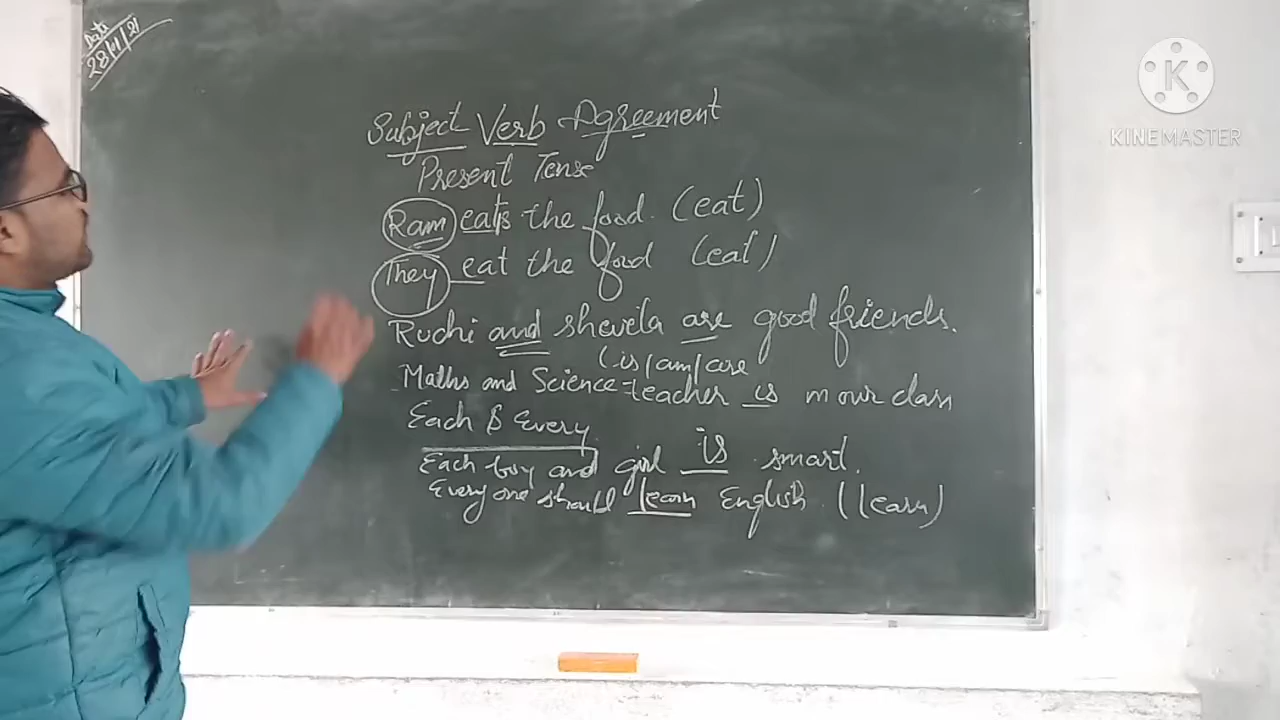 Date
28/1/21
Subject Verb Agreement
Present Tense
Ram eats the food. (eat)
They eat the food (eat)
Ruchi and shevela are good friends.
(is/am/are
Maths and Science-teacher is in our class
Each & Every
Each boy and girl is smart.
Every one should learn English. (learn)
K
KINEMASTER